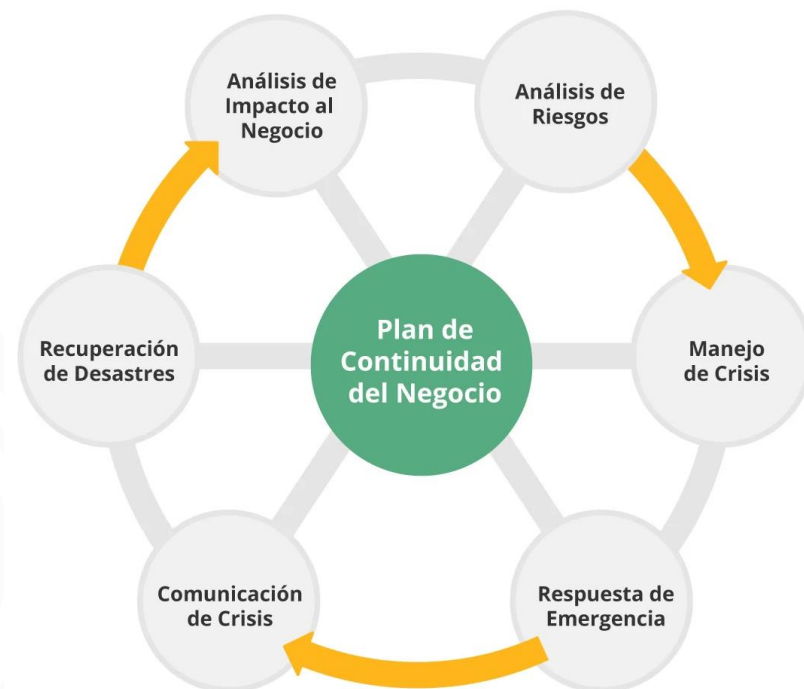 Análisis de
Impacto al
Negocio
Análisis de
Riesgos
Plan de
Continuidad
del Negocio
Recuperación
de Desastres
Manejo
de Crisis
Comunicación
de Crisis
Respuesta de
Emergencia